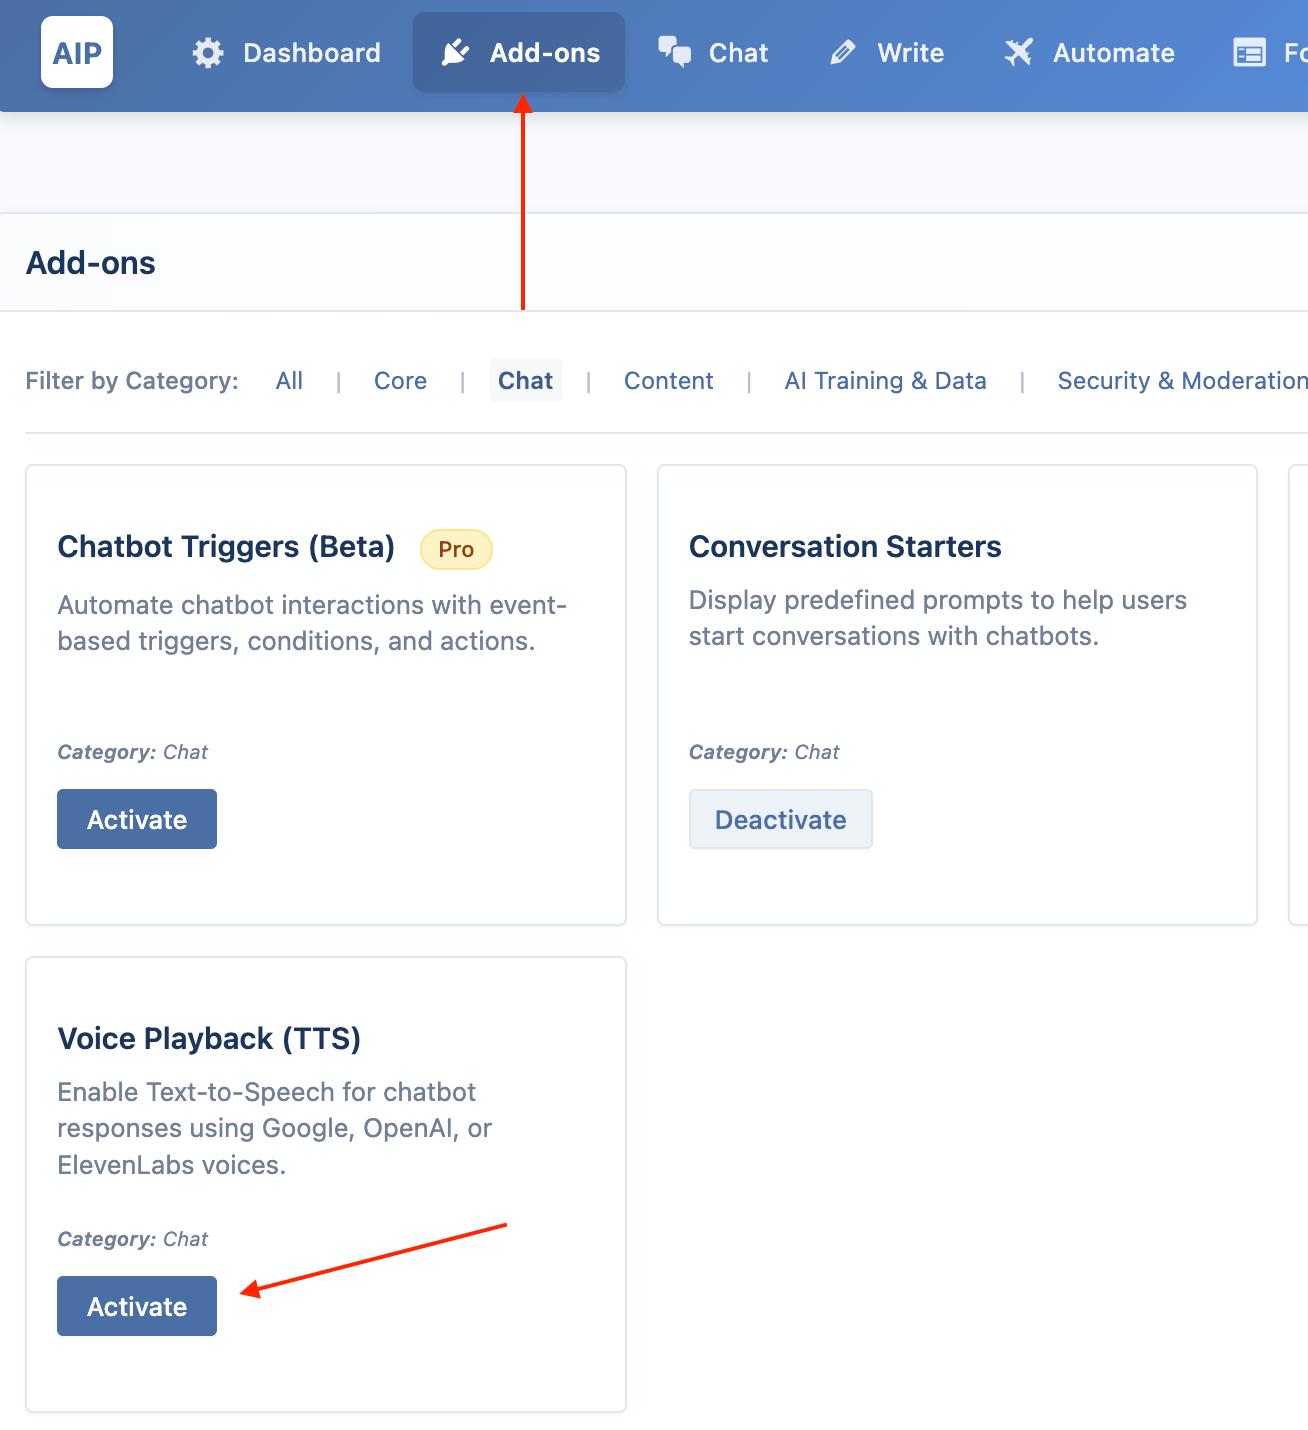 AIP Dashboard Add-ons Chat Write Automate Fo
Add-ons
Filter by Category: All | Core | Chat | Content | AI Training & Data | Security & Moderation
Chatbot Triggers (Beta) Pro
Automate chatbot interactions with event-
based triggers, conditions, and actions.
Category: Chat
Activate
Conversation Starters
Display predefined prompts to help users
start conversations with chatbots.
Category: Chat
Deactivate
Voice Playback (TTS)
Enable Text-to-Speech for chatbot
responses using Google, OpenAI, or
ElevenLabs voices.
Category: Chat
Activate